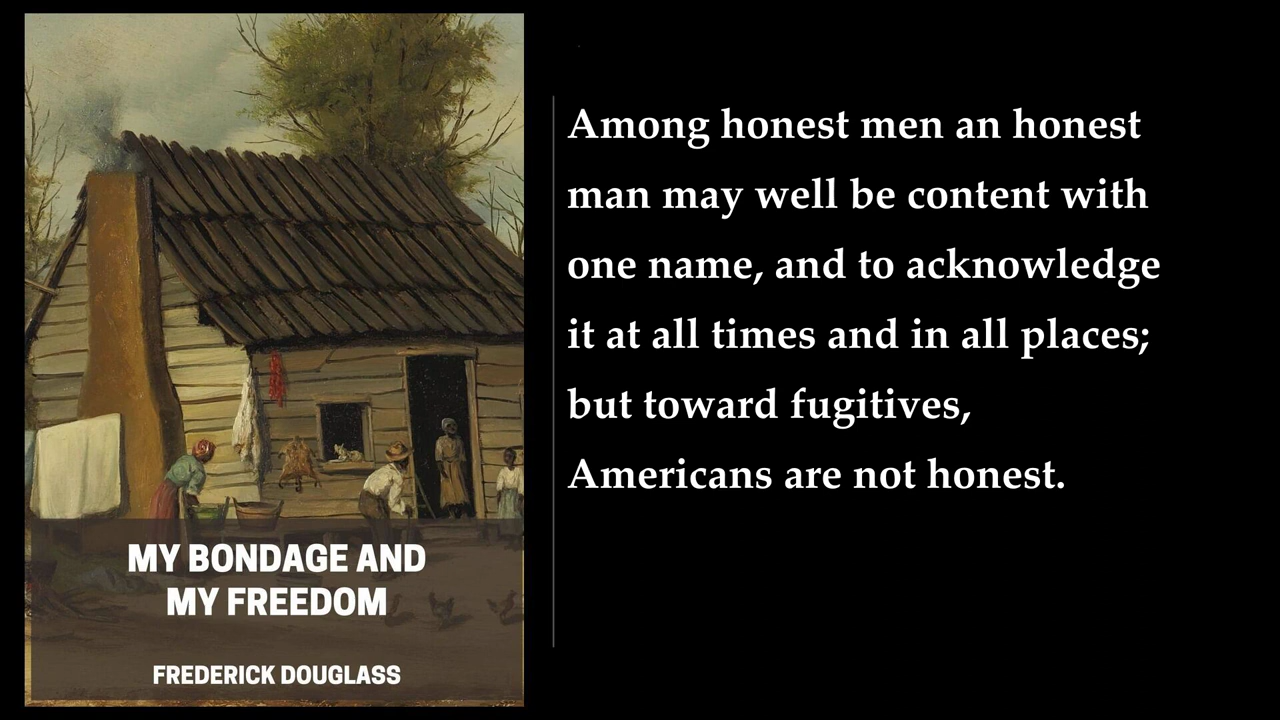 MY BONDAGE AND
MY FREEDOM
FREDERICK DOUGLASS
Among honest men an honest
man may well be content with
one name, and to acknowledge
it at all times and in all places;
but toward fugitives,
Americans are not honest.